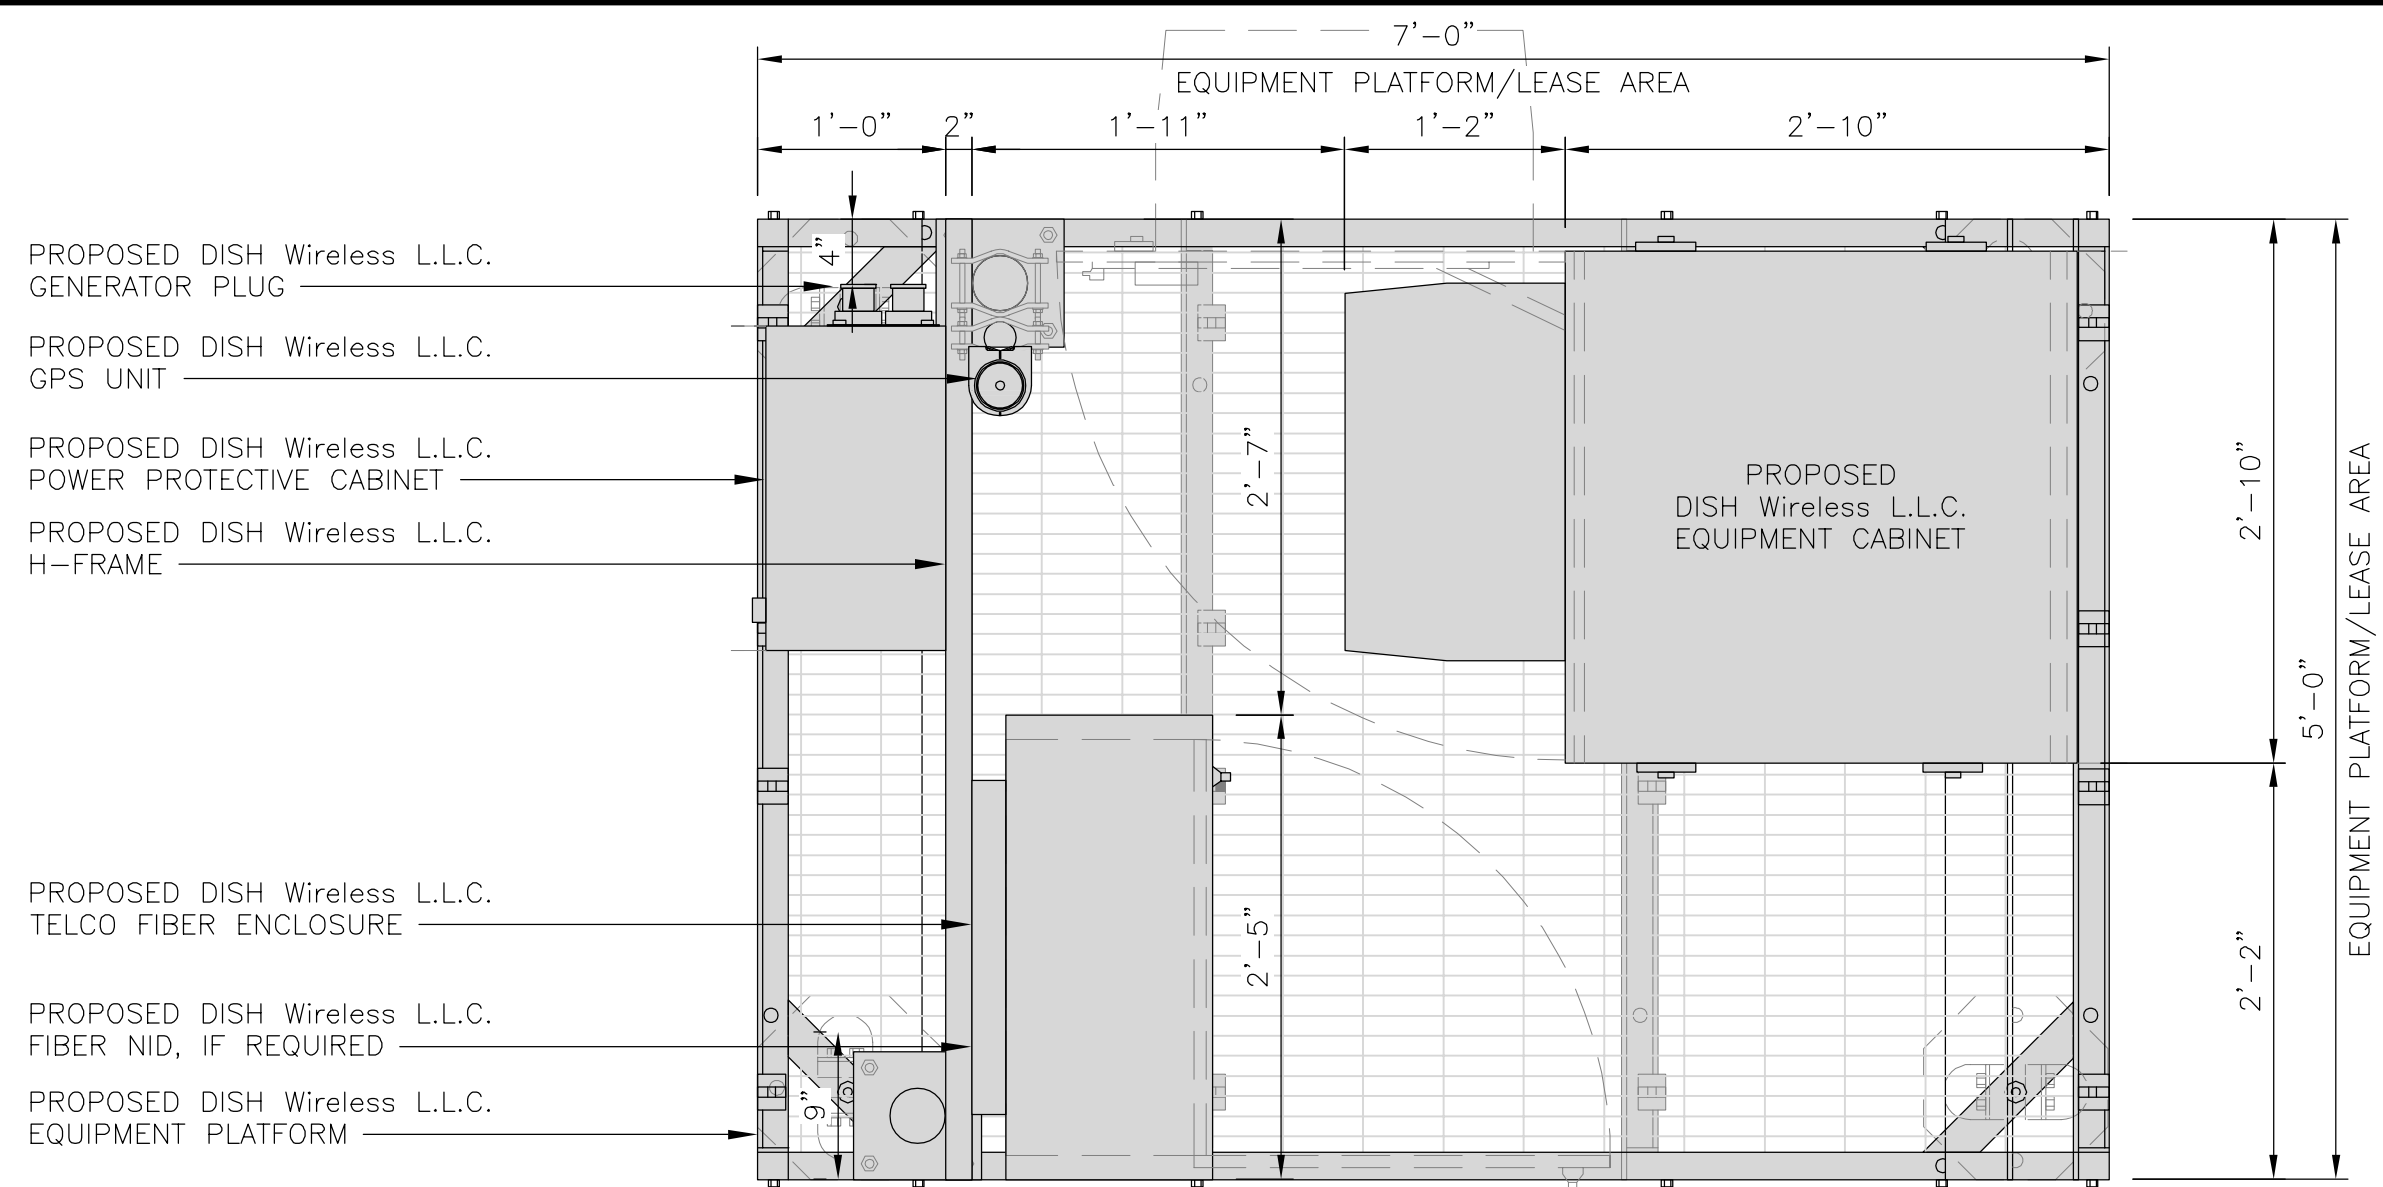 7'-0"
EQUIPMENT PLATFORM/LEASE AREA
1'-0"
2"
1'-11"
1'-2"
2'-10"
4"
PROPOSED DISH Wireless L.L.C.
GENERATOR PLUG
PROPOSED DISH Wireless L.L.C.
GPS UNIT
PROPOSED DISH Wireless L.L.C.
POWER PROTECTIVE CABINET
PROPOSED DISH Wireless L.L.C.
H-FRAME
2'-7"
PROPOSED
DISH Wireless L.L.C.
EQUIPMENT CABINET
2'-10"
5'-0"
EQUIPMENT PLATFORM/LEASE AREA
PROPOSED DISH Wireless L.L.C.
TELCO FIBER ENCLOSURE
2'-5"
2'-2"
PROPOSED DISH Wireless L.L.C.
FIBER NID, IF REQUIRED
9"
PROPOSED DISH Wireless L.L.C.
EQUIPMENT PLATFORM